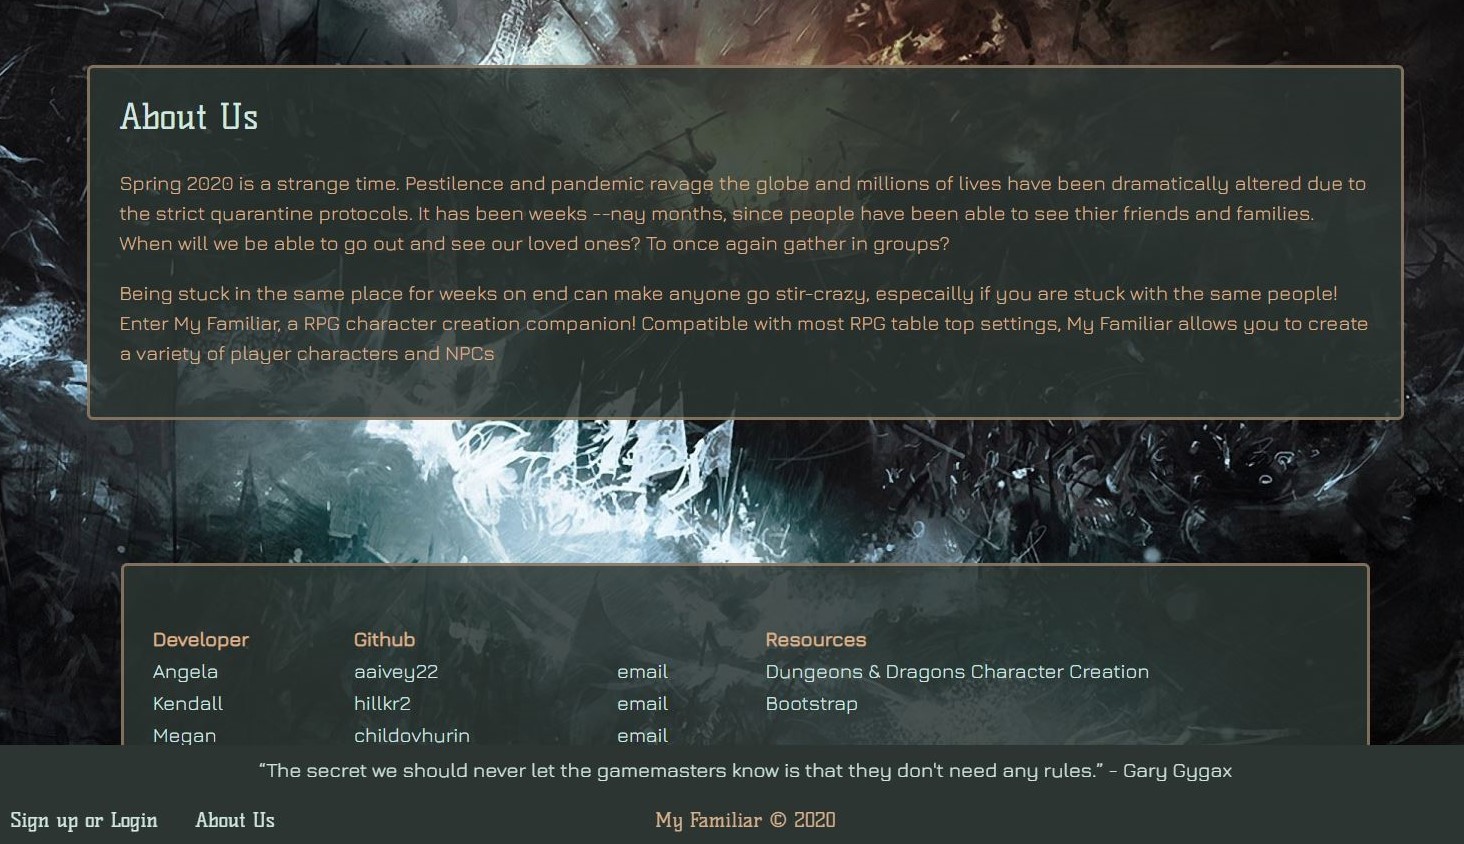 About Us
Spring 2020 is a strange time. Pestilence and pandemic ravage the globe and millions of lives have been dramatically altered due to
the strict quarantine protocols. It has been weeks --nay months, since people have been able to see thier friends and families.
When will we be able to go out and see our loved ones? To once again gather in groups?
Being stuck in the same place for weeks on end can make anyone go stir-crazy, especailly if you are stuck with the same people!
Enter My Familiar, a RPG character creation companion! Compatible with most RPG table top settings, My Familiar allows you to create
a variety of player characters and NPCs
Developer Github Resources
Angela aaivey22 email Dungeons & Dragons Character Creation
Kendall hillkr2 email Bootstrap
Megan childovhurin email
“The secret we should never let the gamemasters know is that they don't need any rules.” - Gary Gygax
Sign up or Login About Us My Familiar © 2020